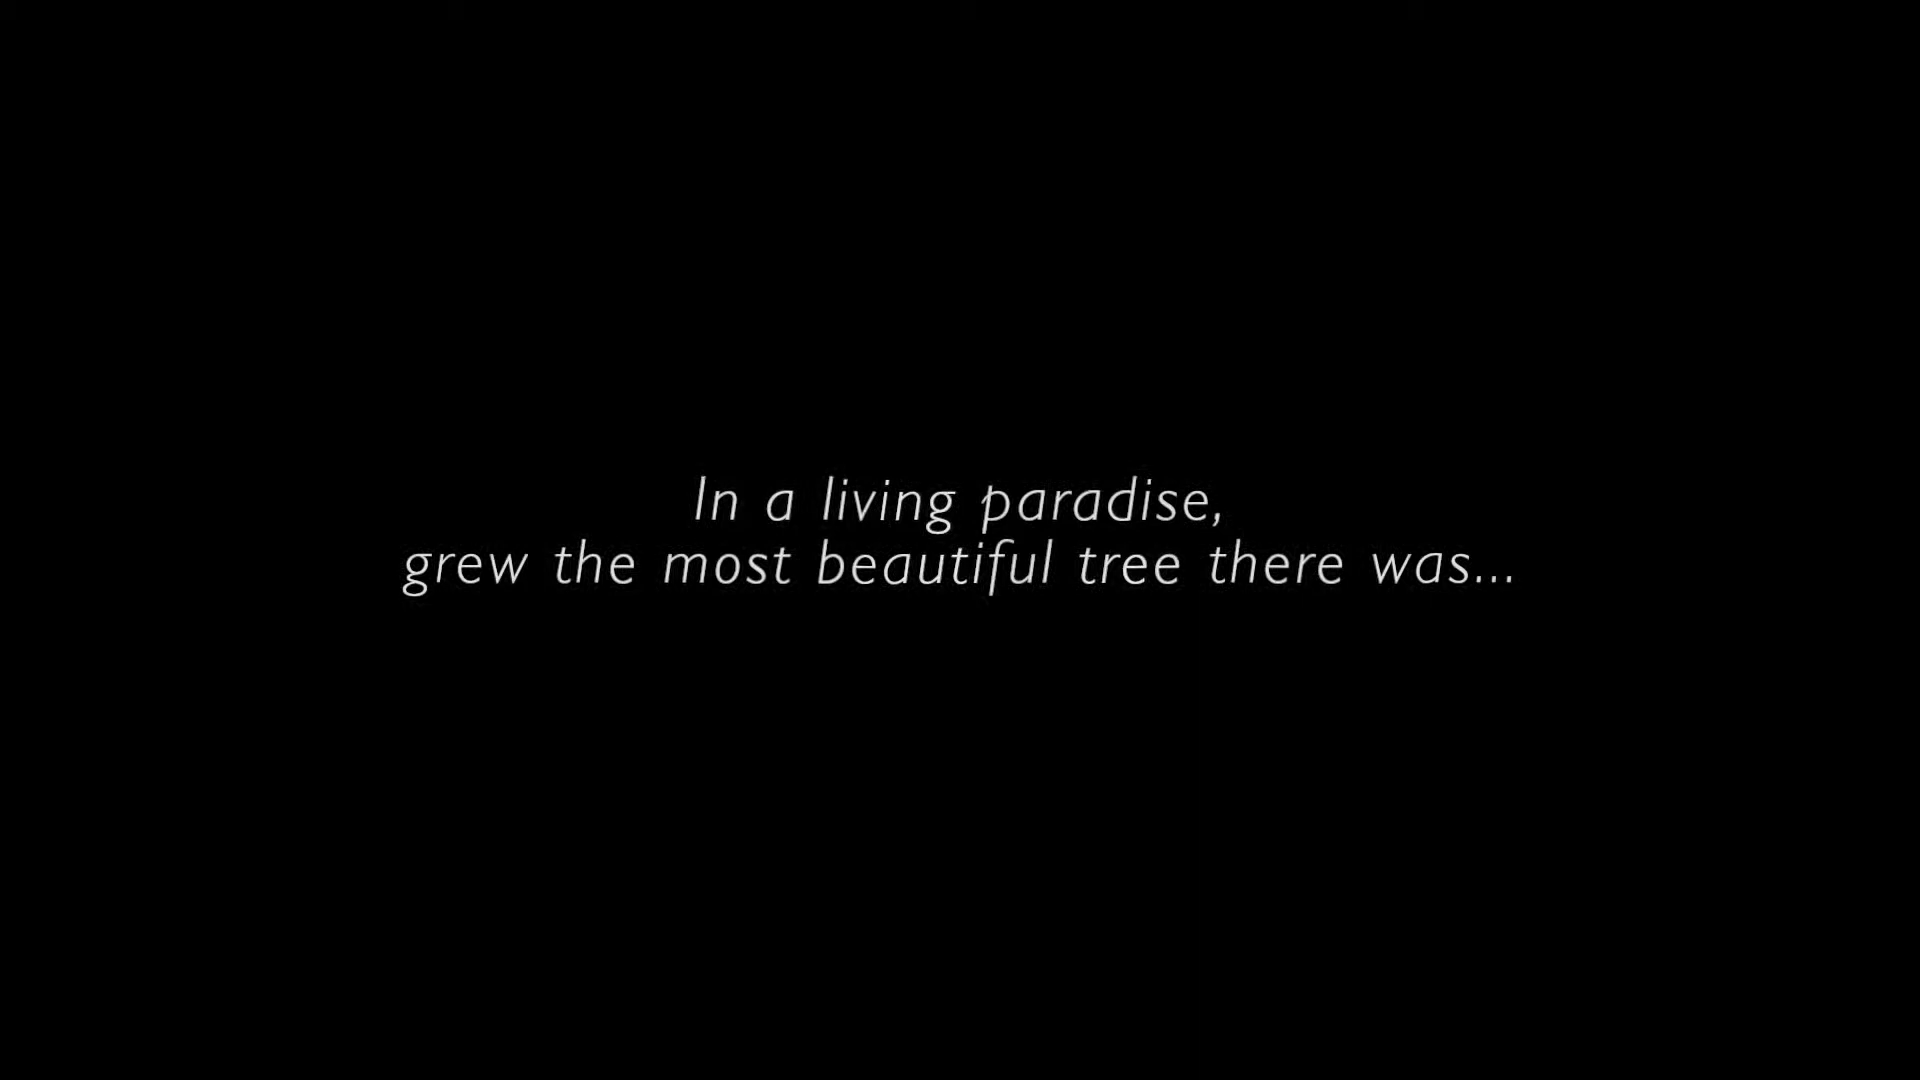 In a living paradise,
grew the most beautiful tree there was...